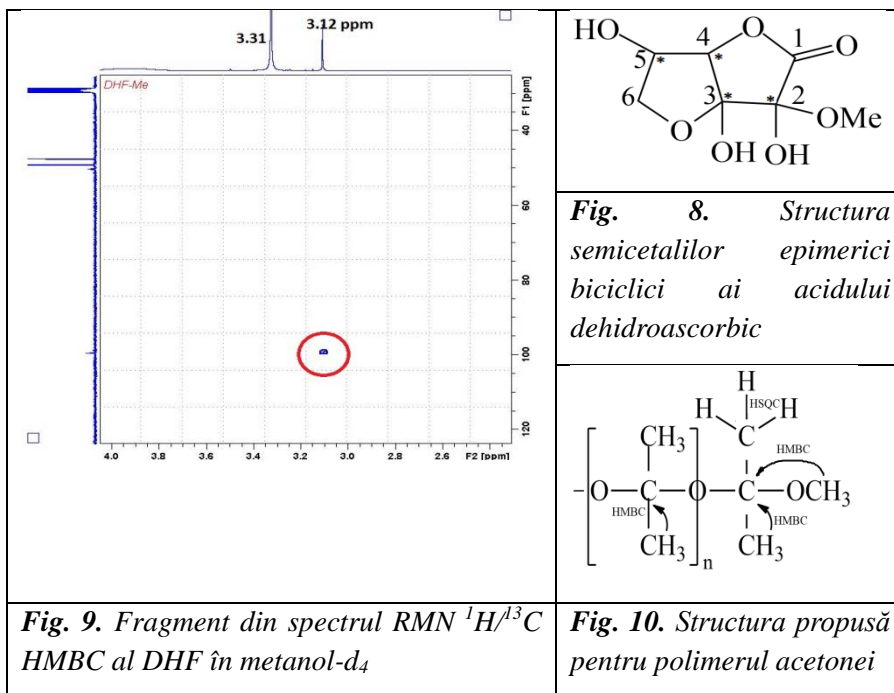 3.31
3.12 ppm
DHF-Me
F1 [ppm]
40
60
80
100
120
4.0 3.8 3.6 3.4 3.2 3.0 2.8 2.6 F2 [ppm]
HO
O
1
O
4
5
*
*
6
3
*
*
2
O
OMe
OH OH
Fig. 8. Structura
semicetalilor epimerici
biciclici ai acidului
dehidroascorbic
H
HSQC
H H
CH3 C HMBC
O C O C OCH3
HMBC HMBC
CH3 n CH3
Fig. 9. Fragment din spectrul RMN ¹H/¹³C
HMBC al DHF în metanol-d₄
Fig. 10. Structura propusă
pentru polimerul acetonei